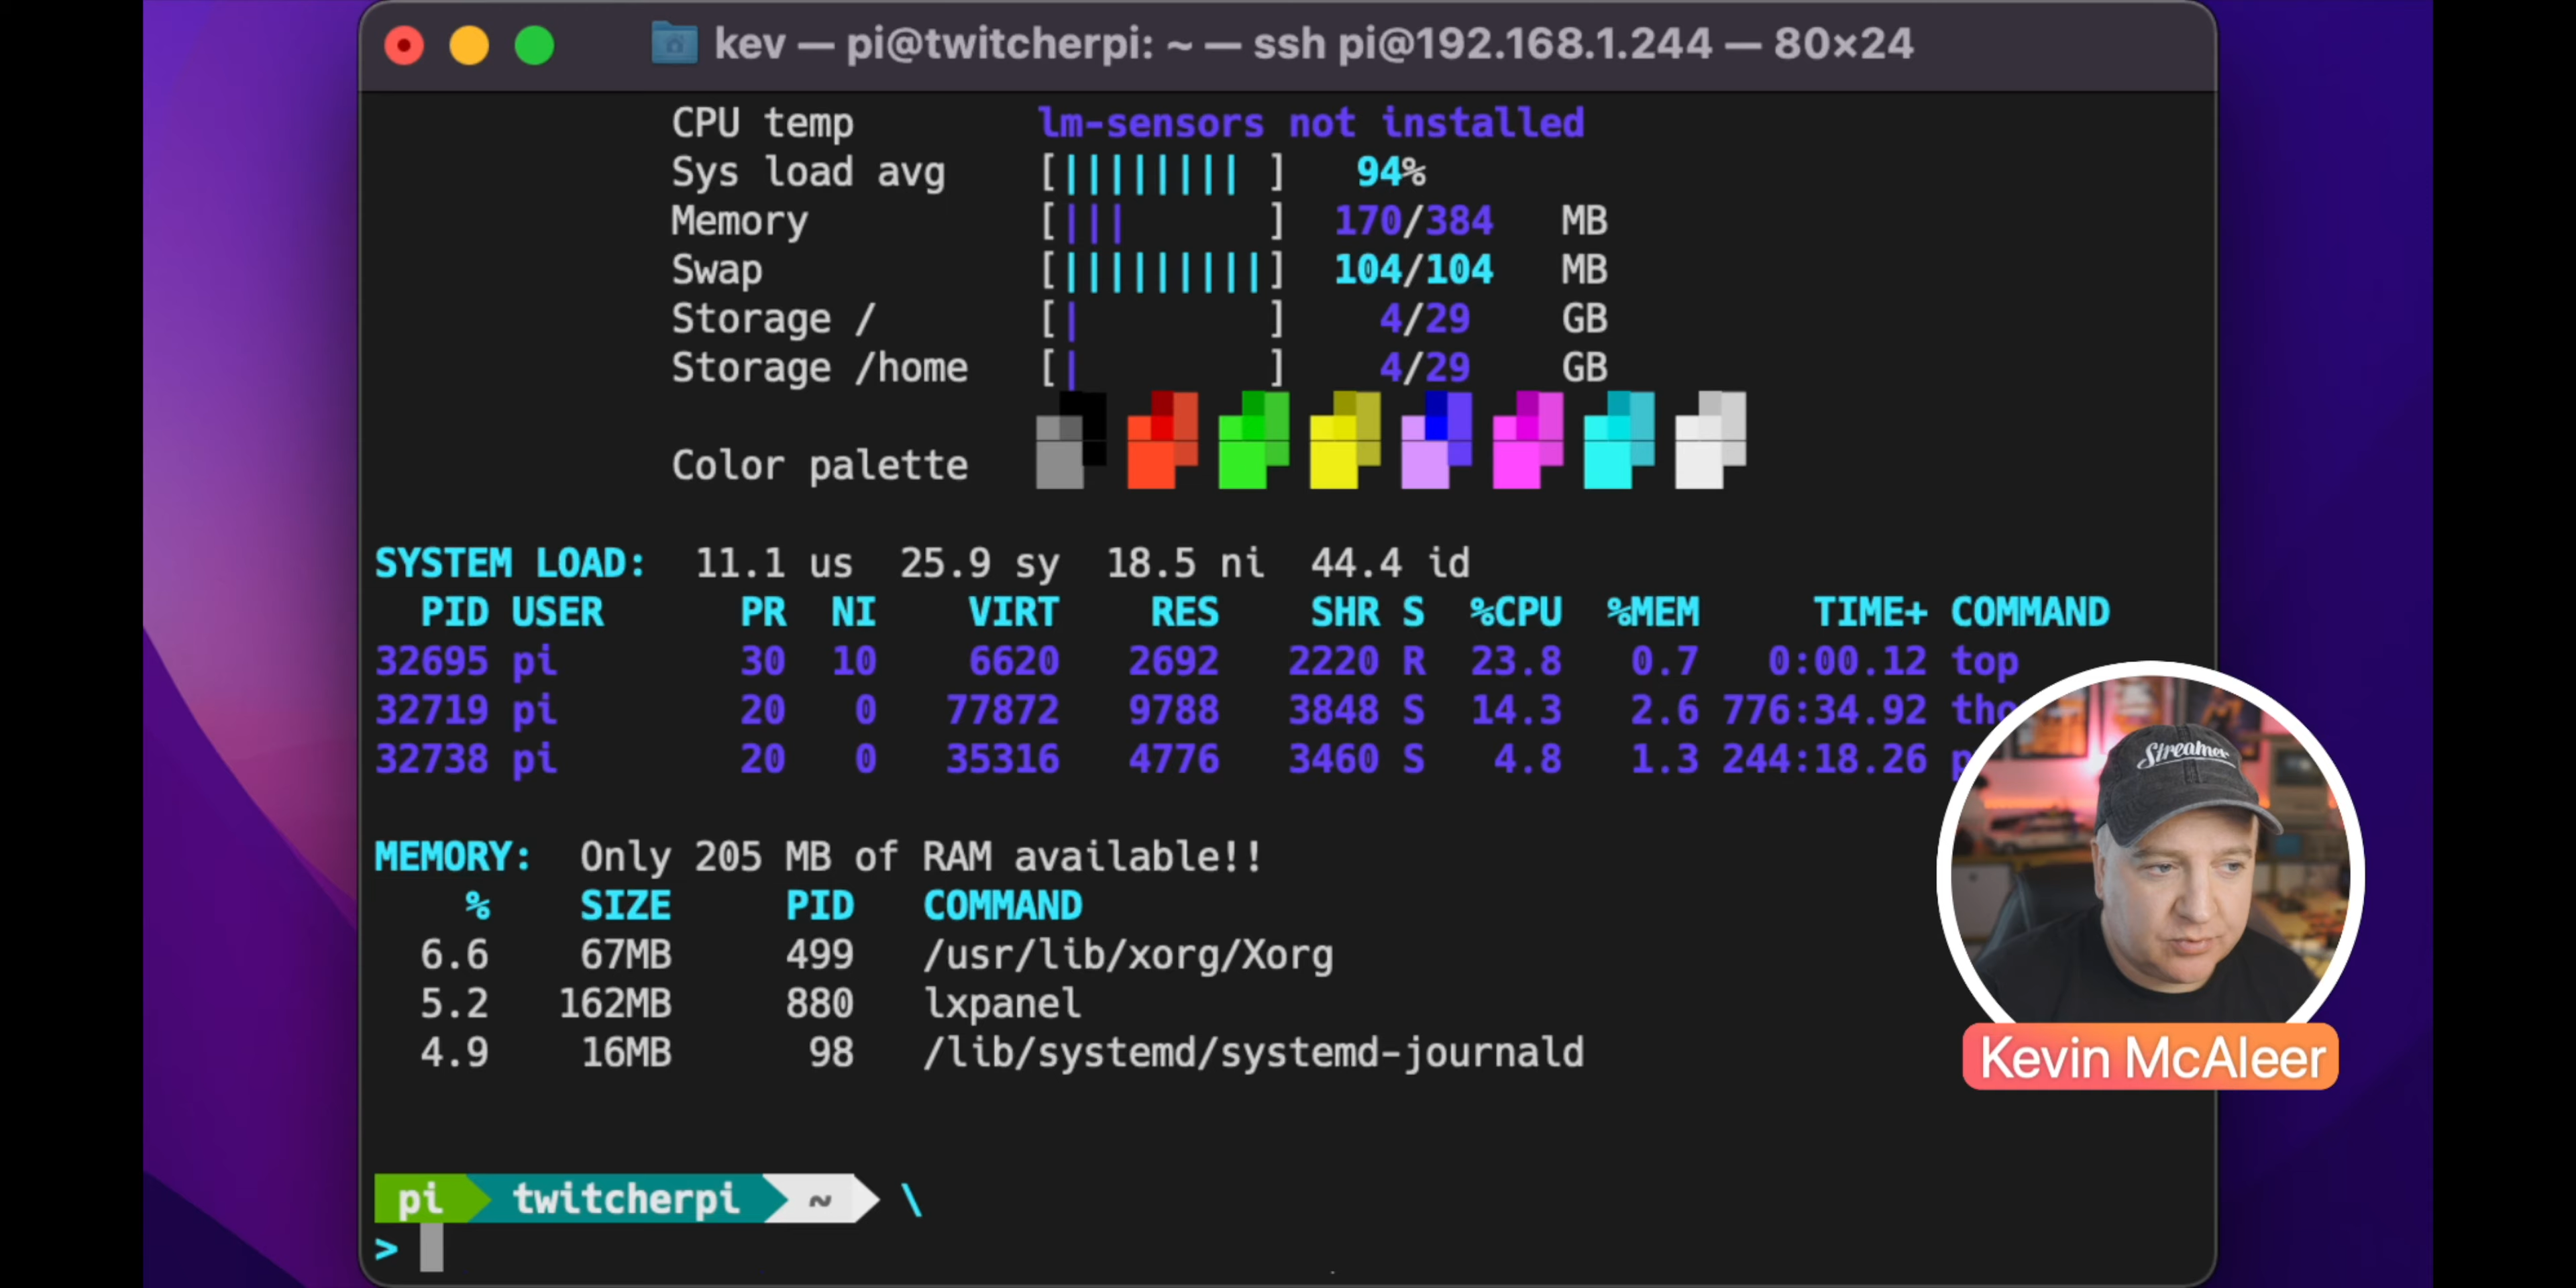 kev — pi@twitcherpi: ~ — ssh pi@192.168.1.244 — 80×24
CPU temp lm-sensors not installed
Sys load avg [|||||||| ] 94%
Memory [||| ] 170/384 MB
Swap [|||||||||] 104/104 MB
Storage / [| ] 4/29 GB
Storage /home [| ] 4/29 GB
Color palette
SYSTEM LOAD: 11.1 us 25.9 sy 18.5 ni 44.4 id
PID USER PR NI VIRT RES SHR S %CPU %MEM TIME+ COMMAND
32695 pi 30 10 6620 2692 2220 R 23.8 0.7 0:00.12 top
32719 pi 20 0 77872 9788 3848 S 14.3 2.6 776:34.92
32738 pi 20 0 35316 4776 3460 S 4.8 1.3 244:18.26
Streamer
MEMORY: Only 205 MB of RAM available!!
% SIZE PID COMMAND
6.6 67MB 499 /usr/lib/xorg/Xorg
5.2 162MB 880 lxpanel
4.9 16MB 98 /lib/systemd/systemd-journald
Kevin McAleer
pi twitcherpi ~ \
>